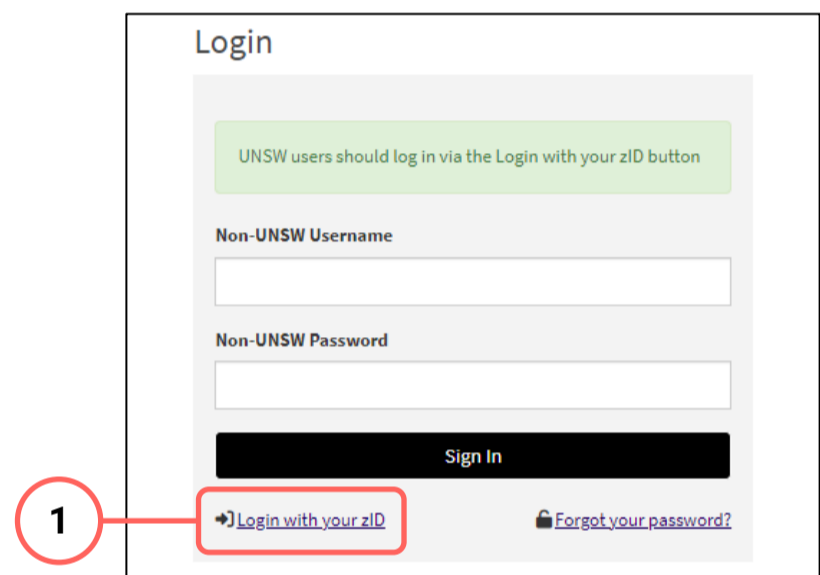 Login
UNSW users should log in via the Login with your zID button
Non-UNSW Username
Non-UNSW Password
Sign In
1
Login with your zID
Forgot your password?